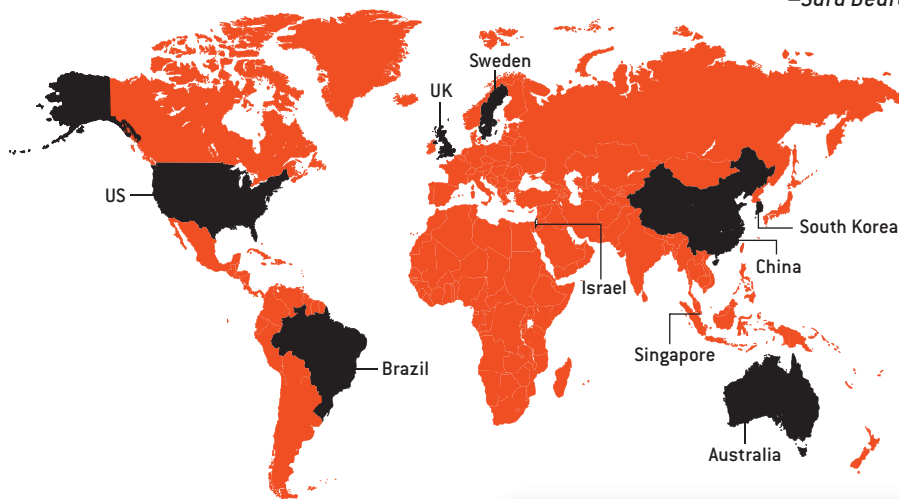 Sweden
UK
US
South Korea
China
Israel
Singapore
Brazil
Australia